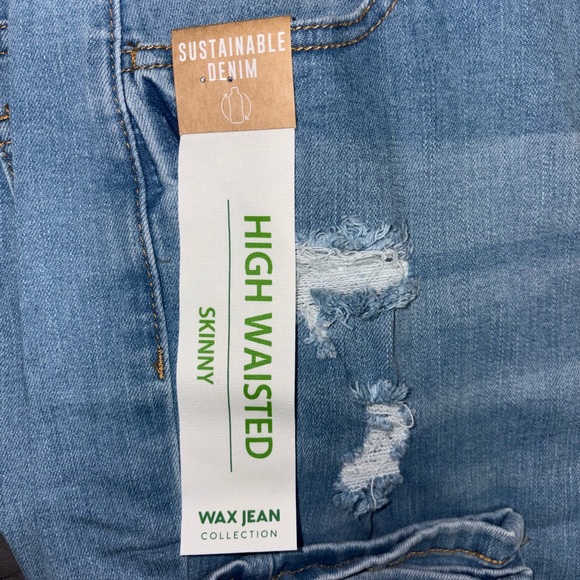 SUSTAINABLE
DENIM
HIGH WAISTED
SKINNY
WAX JEAN
COLLECTION